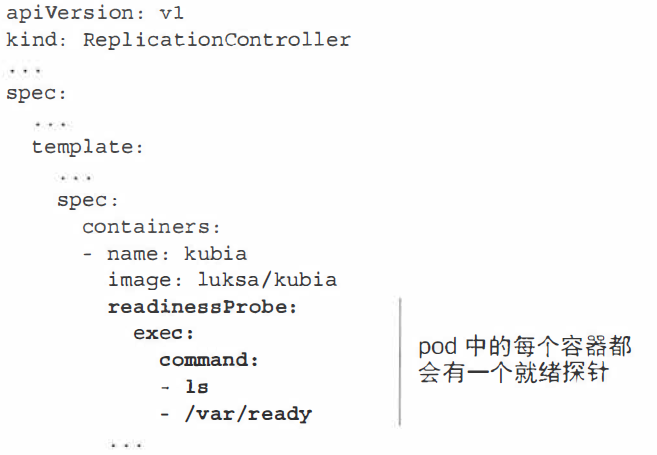 apiVersion: v1
kind: ReplicationController
...
spec:
  ...
  template:
    ...
    spec:
      containers:
      - name: kubia
        image: luksa/kubia
        readinessProbe:
          exec:
            command:
            - ls
            - /var/ready
        ...
pod 中的每个容器都
会有一个就绪探针